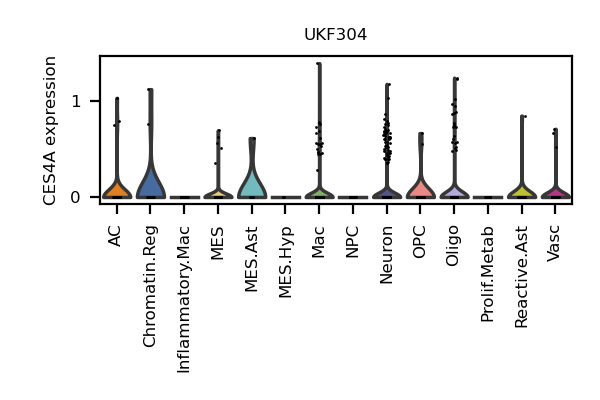 UKF304
CES4A expression
1
0
AC
Chromatin.Reg
Inflammatory.Mac
MES
MES.Ast
MES.Hyp
Mac
NPC
Neuron
OPC
Oligo
Prolif.Metab
Reactive.Ast
Vasc